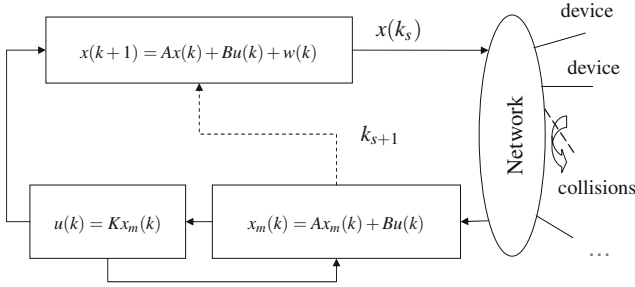 x(k+1) = Ax(k) + Bu(k) + w(k)
x(k_s)
device
device
Network
k_{s+1}
collisions
u(k) = Kx_m(k)
x_m(k) = Ax_m(k) + Bu(k)
...